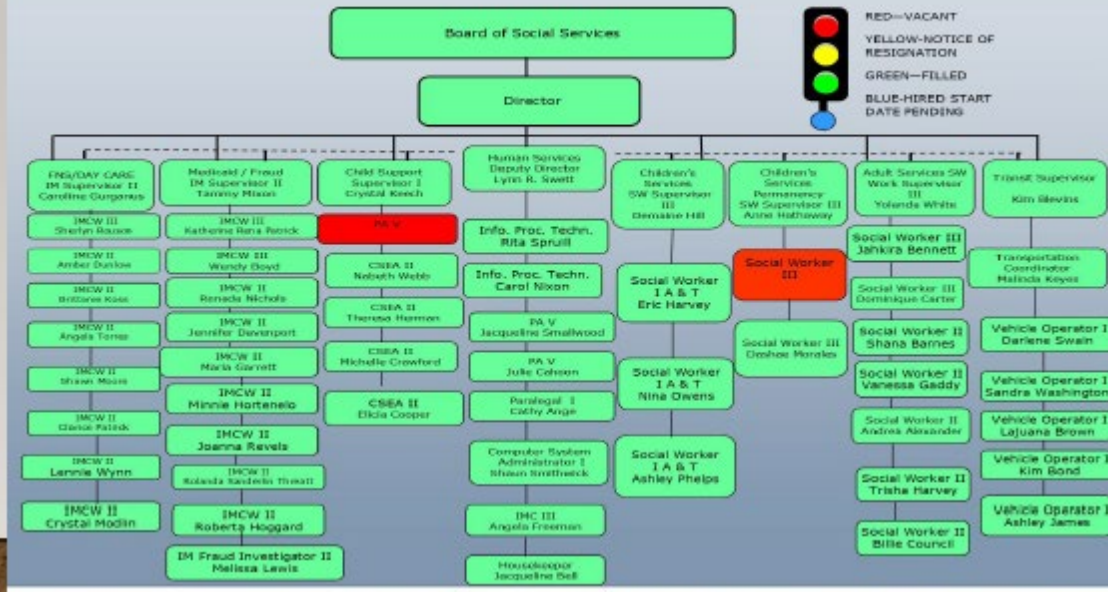 Board of Social Services
RED—VACANT
YELLOW-NOTICE OF
RESIGNATION
GREEN—FILLED
BLUE-HIRED START
DATE PENDING
Director
FNS/DAY CARE
IM Supervisor II
Caroline Gurganus
IMCW III
Sherlyn
IMCW II
Amber Dunlow
IMCW II
IMCW II
Angela Torres
IMCW II
Shawn Moore
IMCW II
IMCW II
Lennie Wynn
IMCW II
Crystal Modlin
Medicaid / Fraud
IM Supervisor II
Tammy Mixon
IMCW III
Katherine Rena Patrick
IMCW III
Wendy Boyd
IMCW II
Renada Nichols
IMCW II
Jennifer Davenport
IMCW II
Maria Garrett
IMCW II
Minnie Hortenelo
IMCW II
Joanna Revels
IMCW II
Rolanda Sanderlin
IMCW II
Roberta Hoggard
IM Fraud Investigator II
Melissa Lewis
Child Support
Supervisor I
Crystal Keech
PA V
CSEA II
Nabeth Webb
CSEA II
Theresa Herman
CSEA II
Michelle Crawford
CSEA II
Elicia Cooper
Human Services
Deputy Director
Lynn R. Swett
Info. Proc. Techn.
Rita Spruill
Info. Proc. Techn.
Carol Nixon
PA V
Jacqueline Smallwood
PA V
Julie Cahoon
Paralegal I
Cathy Ange
Computer System
Administrator I
Shaun Smithwick
IMC III
Angela Freeman
Housekeeper
Jacqueline Bell
Children's
Services
SW Supervisor
III
Demaine Hill
Social Worker
I A & T
Eric Harvey
Social Worker
I A & T
Nina Owens
Social Worker
I A & T
Ashley Phelps
Children's
Services
Permanency
SW Supervisor III
Anne Hathaway
Social Worker
III
Social Worker III
Dashae Morales
Adult Services SW
Work Supervisor
III
Yolanda White
Social Worker III
Jahkira Bennett
Social Worker III
Dominique Carter
Social Worker II
Shana Barnes
Social Worker II
Vanessa Gaddy
Social Worker II
Andrea Alexander
Social Worker II
Trisha Harvey
Social Worker II
Billie Council
Transit Supervisor
Kim Blevins
Transportation
Coordinator
Malinda Keyes
Vehicle Operator I
Darlene Swain
Vehicle Operator I
Sandra Washington
Vehicle Operator I
Lajuana Brown
Vehicle Operator I
Kim Bond
Vehicle Operator I
Ashley James